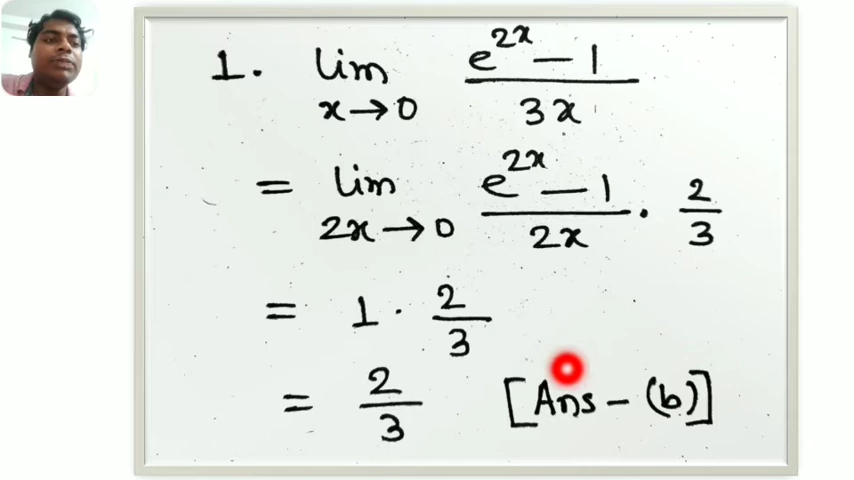 1. lim x→0 (e^{2x} − 1)/(3x)
= lim 2x→0 (e^{2x} − 1)/(2x) · 2/3
= 1 · 2/3
= 2/3 [Ans − (b)]